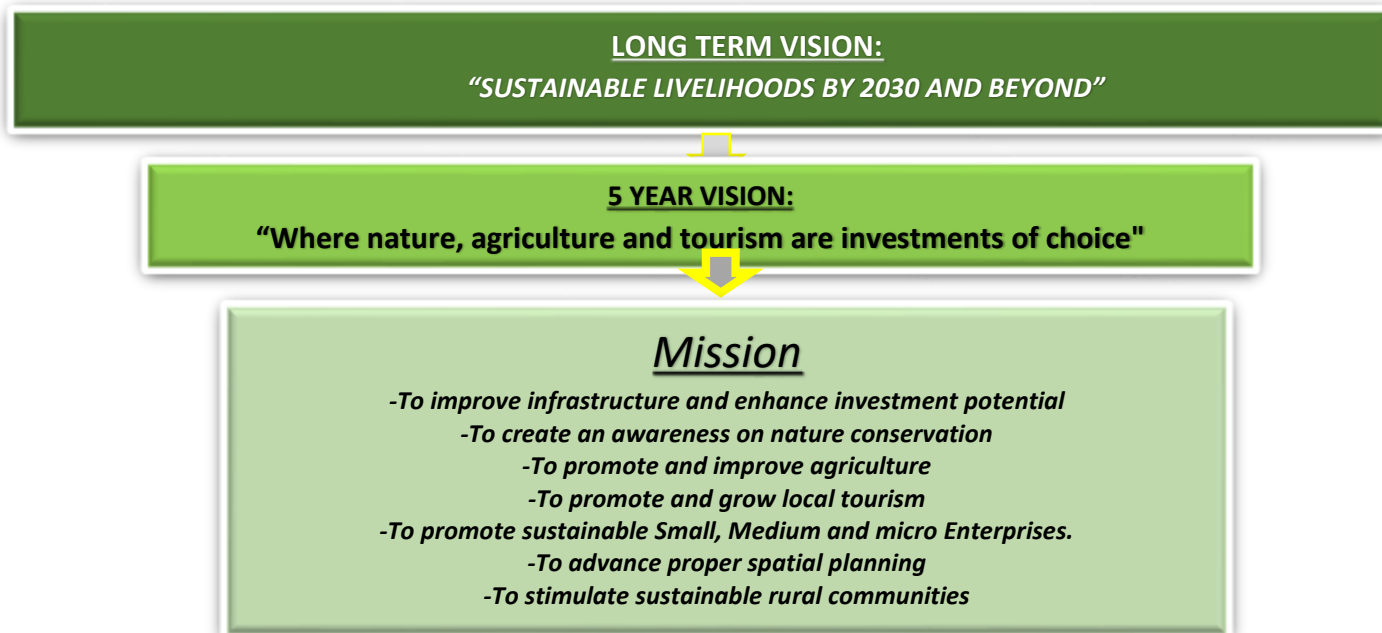 LONG TERM VISION:
“SUSTAINABLE LIVELIHOODS BY 2030 AND BEYOND”
5 YEAR VISION:
“Where nature, agriculture and tourism are investments of choice"
Mission
-To improve infrastructure and enhance investment potential
-To create an awareness on nature conservation
-To promote and improve agriculture
-To promote and grow local tourism
-To promote sustainable Small, Medium and micro Enterprises.
-To advance proper spatial planning
-To stimulate sustainable rural communities